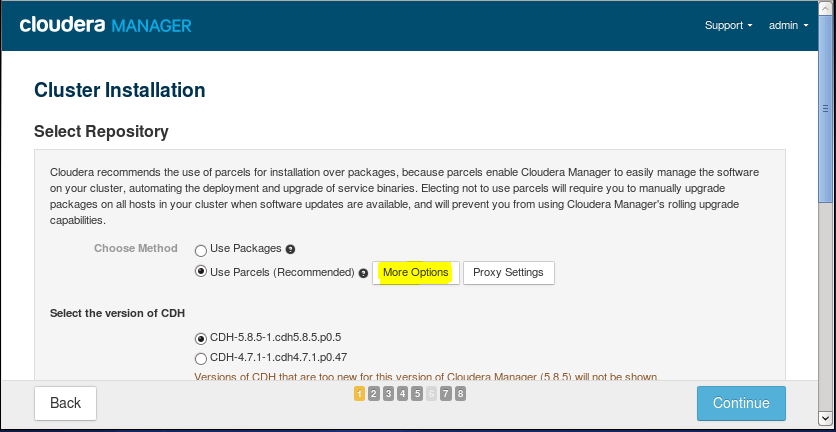 cloudera MANAGER
Support
admin
Cluster Installation
Select Repository
Cloudera recommends the use of parcels for installation over packages, because parcels enable Cloudera Manager to easily manage the software
on your cluster, automating the deployment and upgrade of service binaries. Electing not to use parcels will require you to manually upgrade
packages on all hosts in your cluster when software updates are available, and will prevent you from using Cloudera Manager's rolling upgrade
capabilities.
Choose Method
Use Packages ?
Use Parcels (Recommended) ? More Options Proxy Settings
Select the version of CDH
CDH-5.8.5-1.cdh5.8.5.p0.5
CDH-4.7.1-1.cdh4.7.1.p0.47
Versions of CDH that are too new for this version of Cloudera Manager (5.8.5) will not be shown.
Back
1 2 3 4 5 6 7 8
Continue